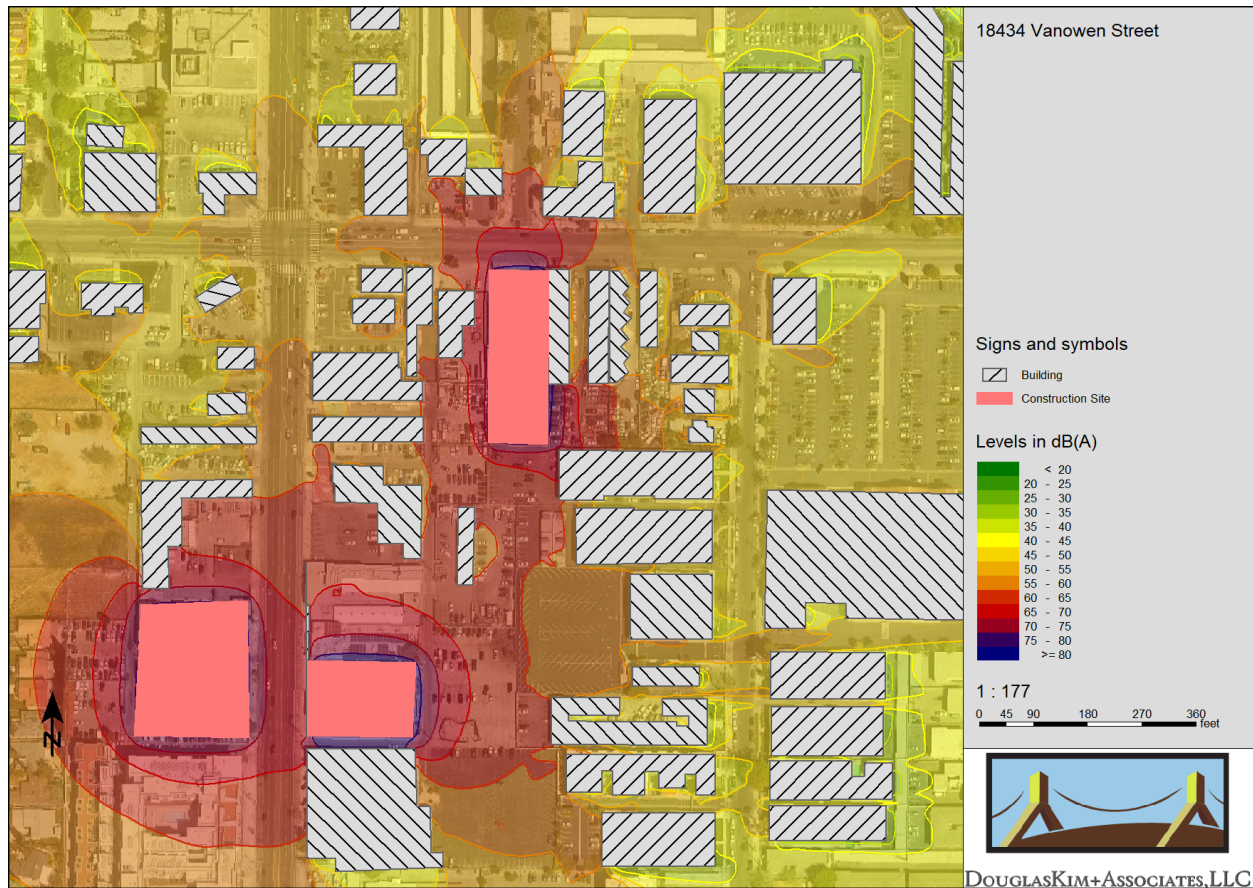 18434 Vanowen Street
Signs and symbols
Building
Construction Site
Levels in dB(A)
< 20
20 - 25
25 - 30
30 - 35
35 - 40
40 - 45
45 - 50
50 - 55
55 - 60
60 - 65
65 - 70
70 - 75
75 - 80
>= 80
N
1 : 177
0 45 90 180 270 360
feet
DOUGLASKIM+ASSOCIATES, LLC